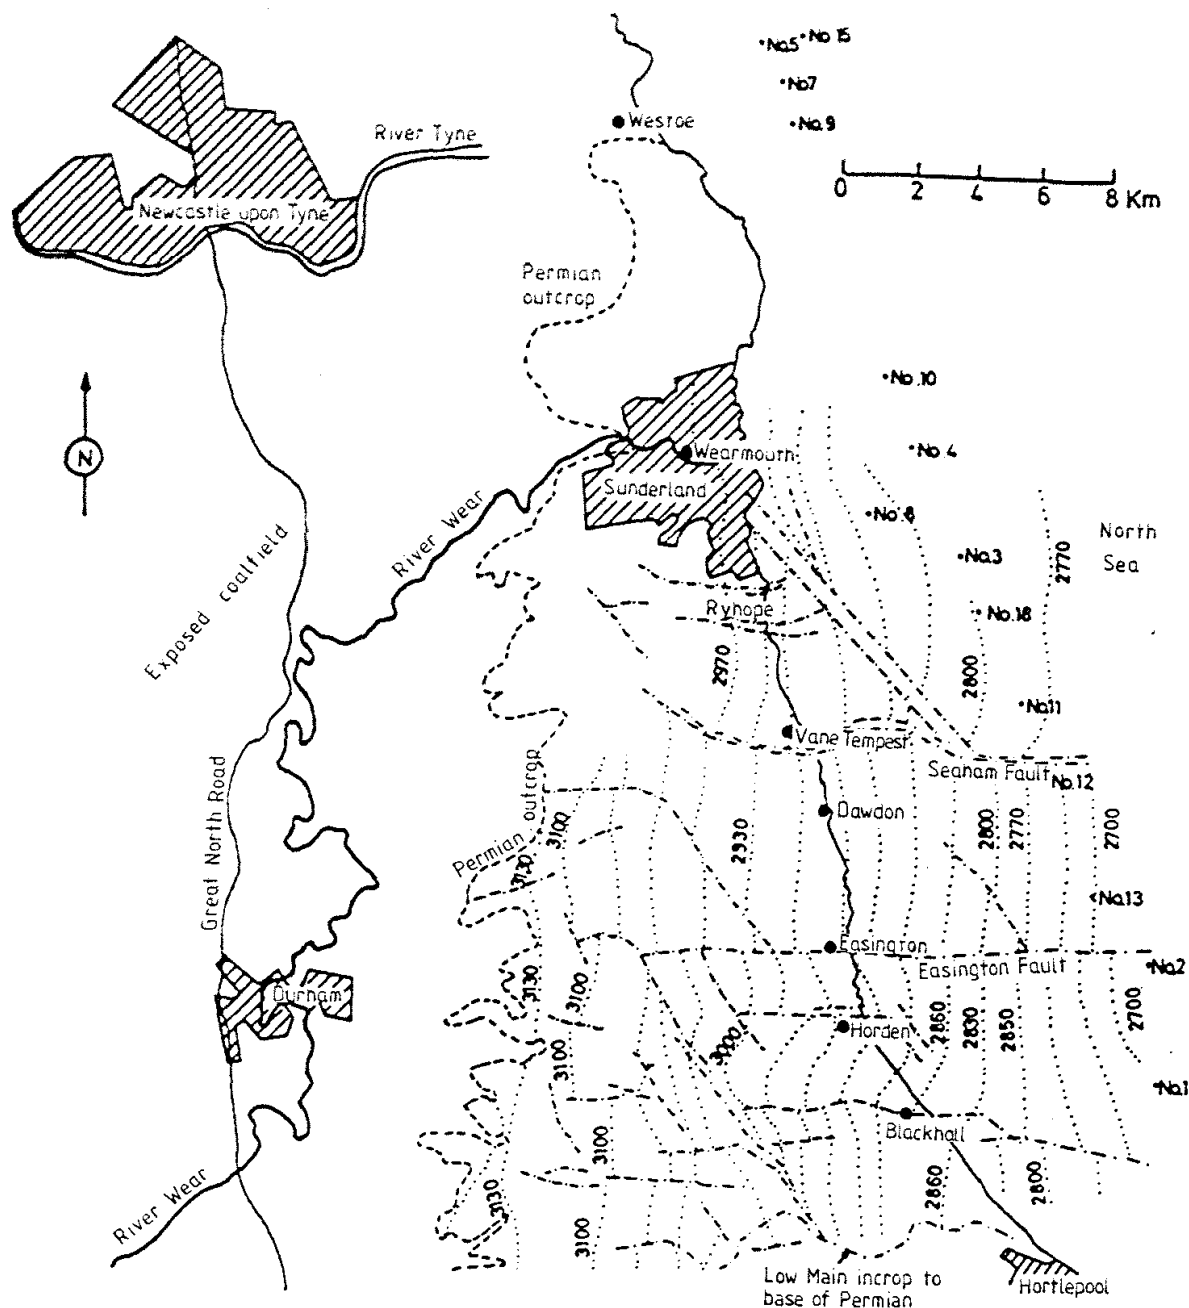 No.5
No 15
No7
No.9
Westoe
River Tyne
0 2 4 6 8 Km
Newcastle upon Tyne
Permian
outcrop
No.10
N
Wearmouth
No.4
Sunderland
River Wear
North
Sea
No.3
2770
Exposed coalfield
Ryhope
No.18
2970
2800
No.11
Vane Tempest
Seaham Fault
No.12
Great North Road
Permian outcrop
Dawdon
3100
3130
2930
2800
2770
2700
No.13
Easington
Easington Fault
No.2
Durham
3130
3100
2860
2830
2850
2700
Horden
3000
3100
No.1
Blackhall
3100
River Wear
3130
2860
2800
3100
Low Main incrop to
base of Permian
Hortlepool